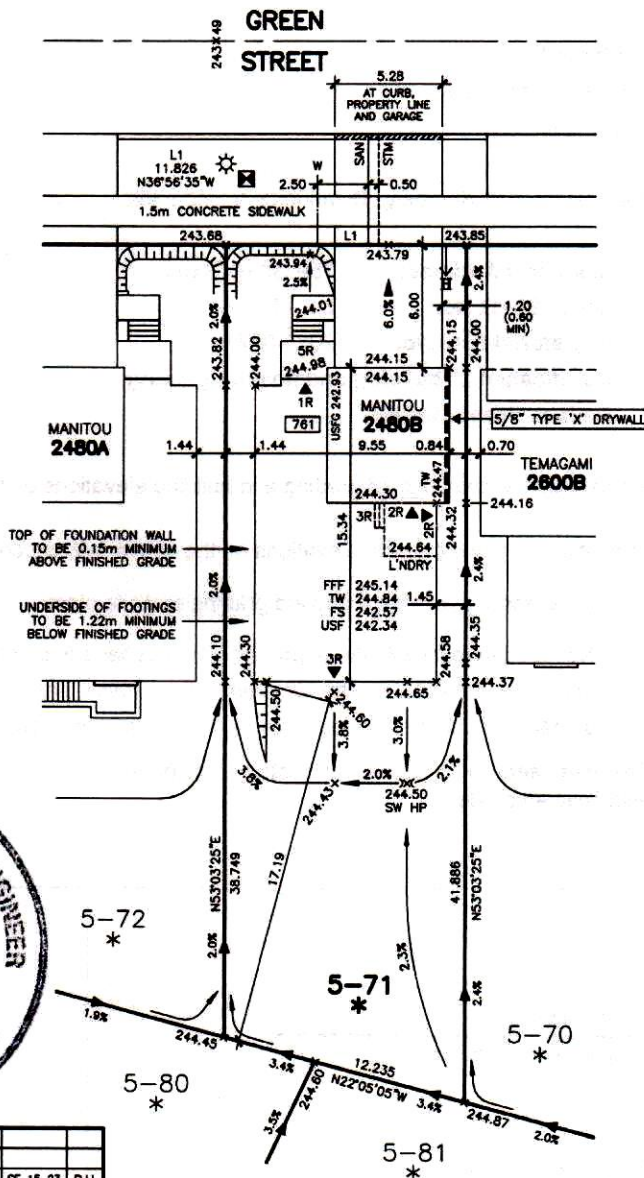 GREEN
243.49
STREET
5.28
AT CURB,
PROPERTY LINE
AND GARAGE
L1
11.826
N36°56'35"W
W
SAN
STM
2.50
0.50
1.5m CONCRETE SIDEWALK
243.68
L1
243.85
243.94
243.79
2.5%
2.4%
2.0%
244.01
6.0%
6.00
1.20
(0.60
MIN)
243.82
244.00
5R
244.98
244.15
244.15
244.15
244.00
1R
761
USFG 242.93
MANITOU
2480B
5/8" TYPE 'X' DRYWALL
MANITOU
2480A
1.44
1.44
9.55
0.84
0.70
TEMAGAMI
2600B
TW
244.47
244.30
244.16
3R
2R
2R
244.32
15.34
244.64
L'NDRY
TOP OF FOUNDATION WALL
TO BE 0.15m MINIMUM
ABOVE FINISHED GRADE
2.0%
2.4%
FFF 245.14
TW 244.84
FS 242.57
USF 242.34
1.45
UNDERSIDE OF FOOTINGS
TO BE 1.22m MINIMUM
BELOW FINISHED GRADE
244.10
244.30
3R
244.58
244.35
244.37
244.50
244.60
244.65
3.8%
3.0%
3.8%
2.0%
2.1%
244.43
244.50
SW HP
N53°03'25"E
38.749
17.19
41.886
N53°03'25"E
ENGINEER
5-72
2.0%
2.3%
2.4%
5-71
5-70
1.9%
244.45
3.4%
12.235
N22°05'05"W
244.60
3.4%
244.87
2.0%
5-80
3.5%
5-81